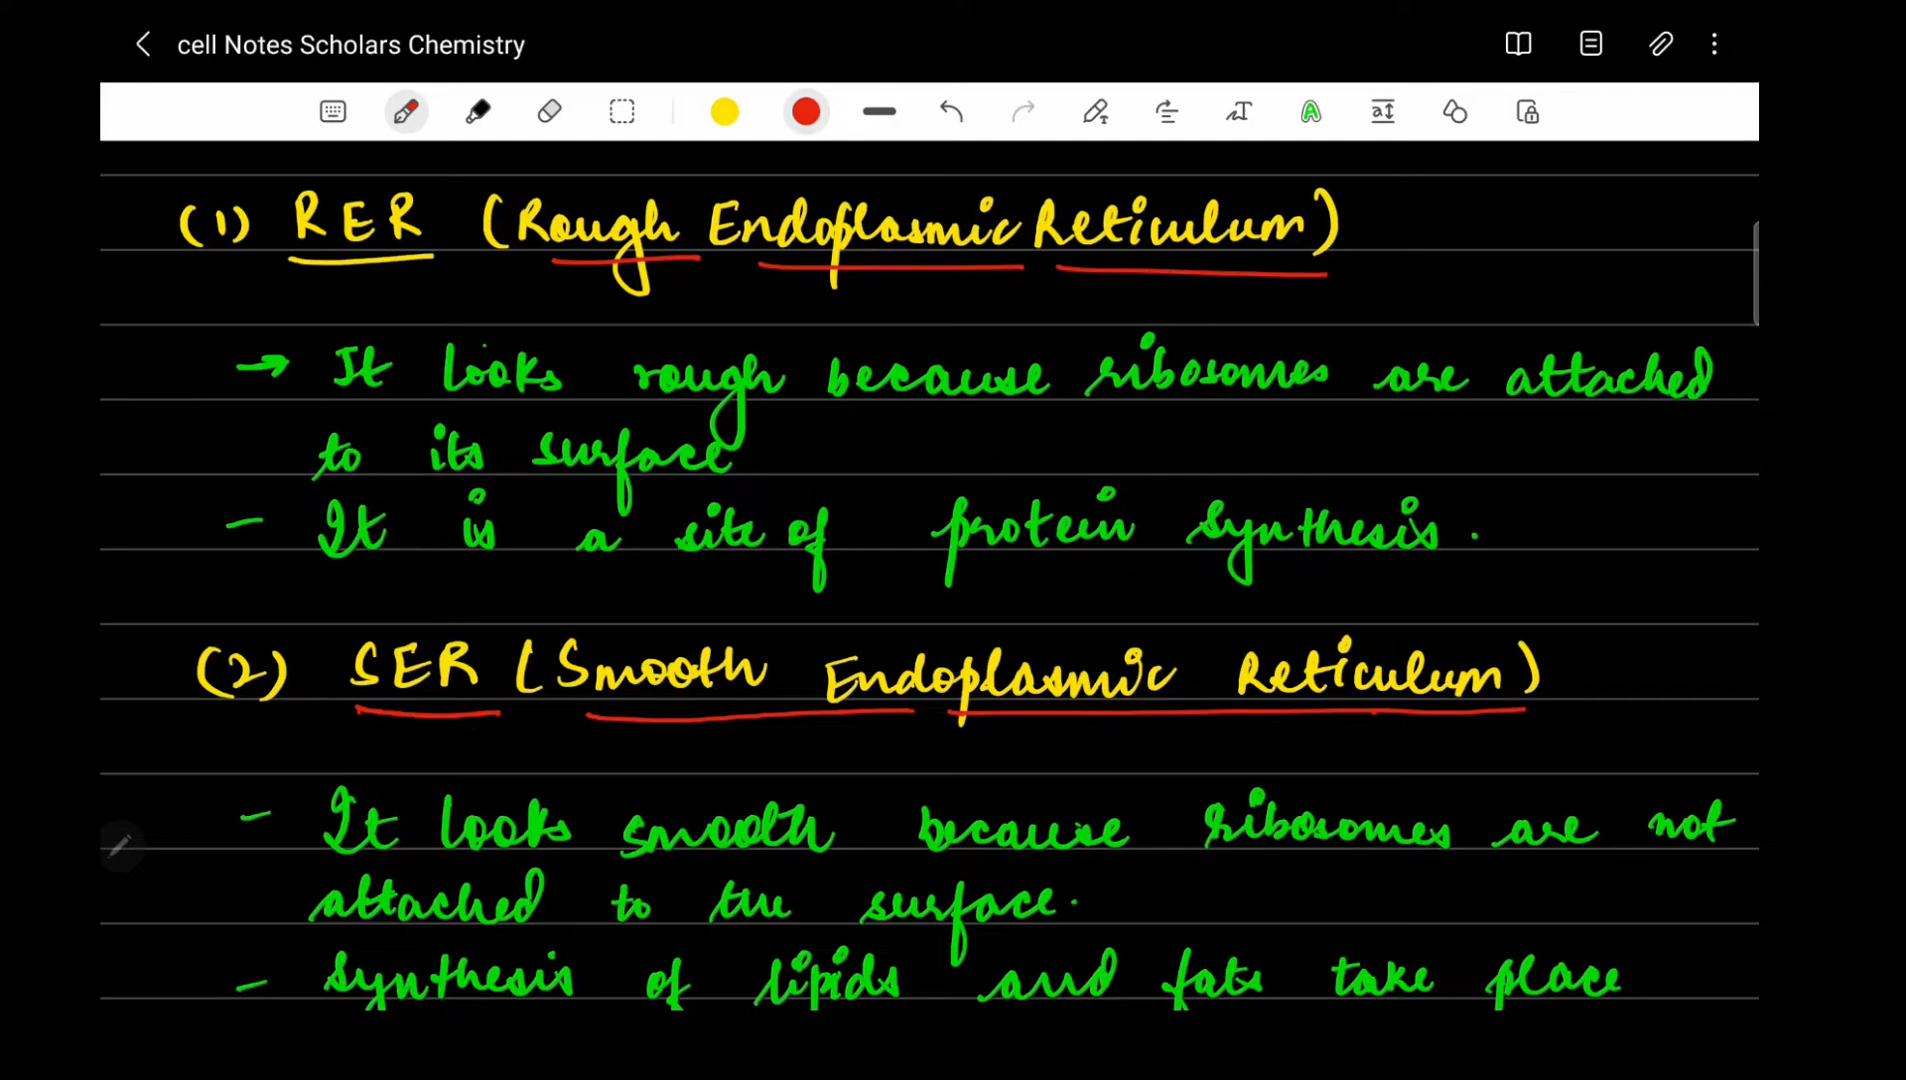 cell Notes Scholars Chemistry
(1) RER (Rough Endoplasmic Reticulum)
→ It looks rough because ribosomes are attached
to its surface
- It is a site of protein synthesis.
(2) SER (Smooth Endoplasmic Reticulum)
- It looks smooth because ribosomes are not
attached to the surface.
- synthesis of lipids and fats take place